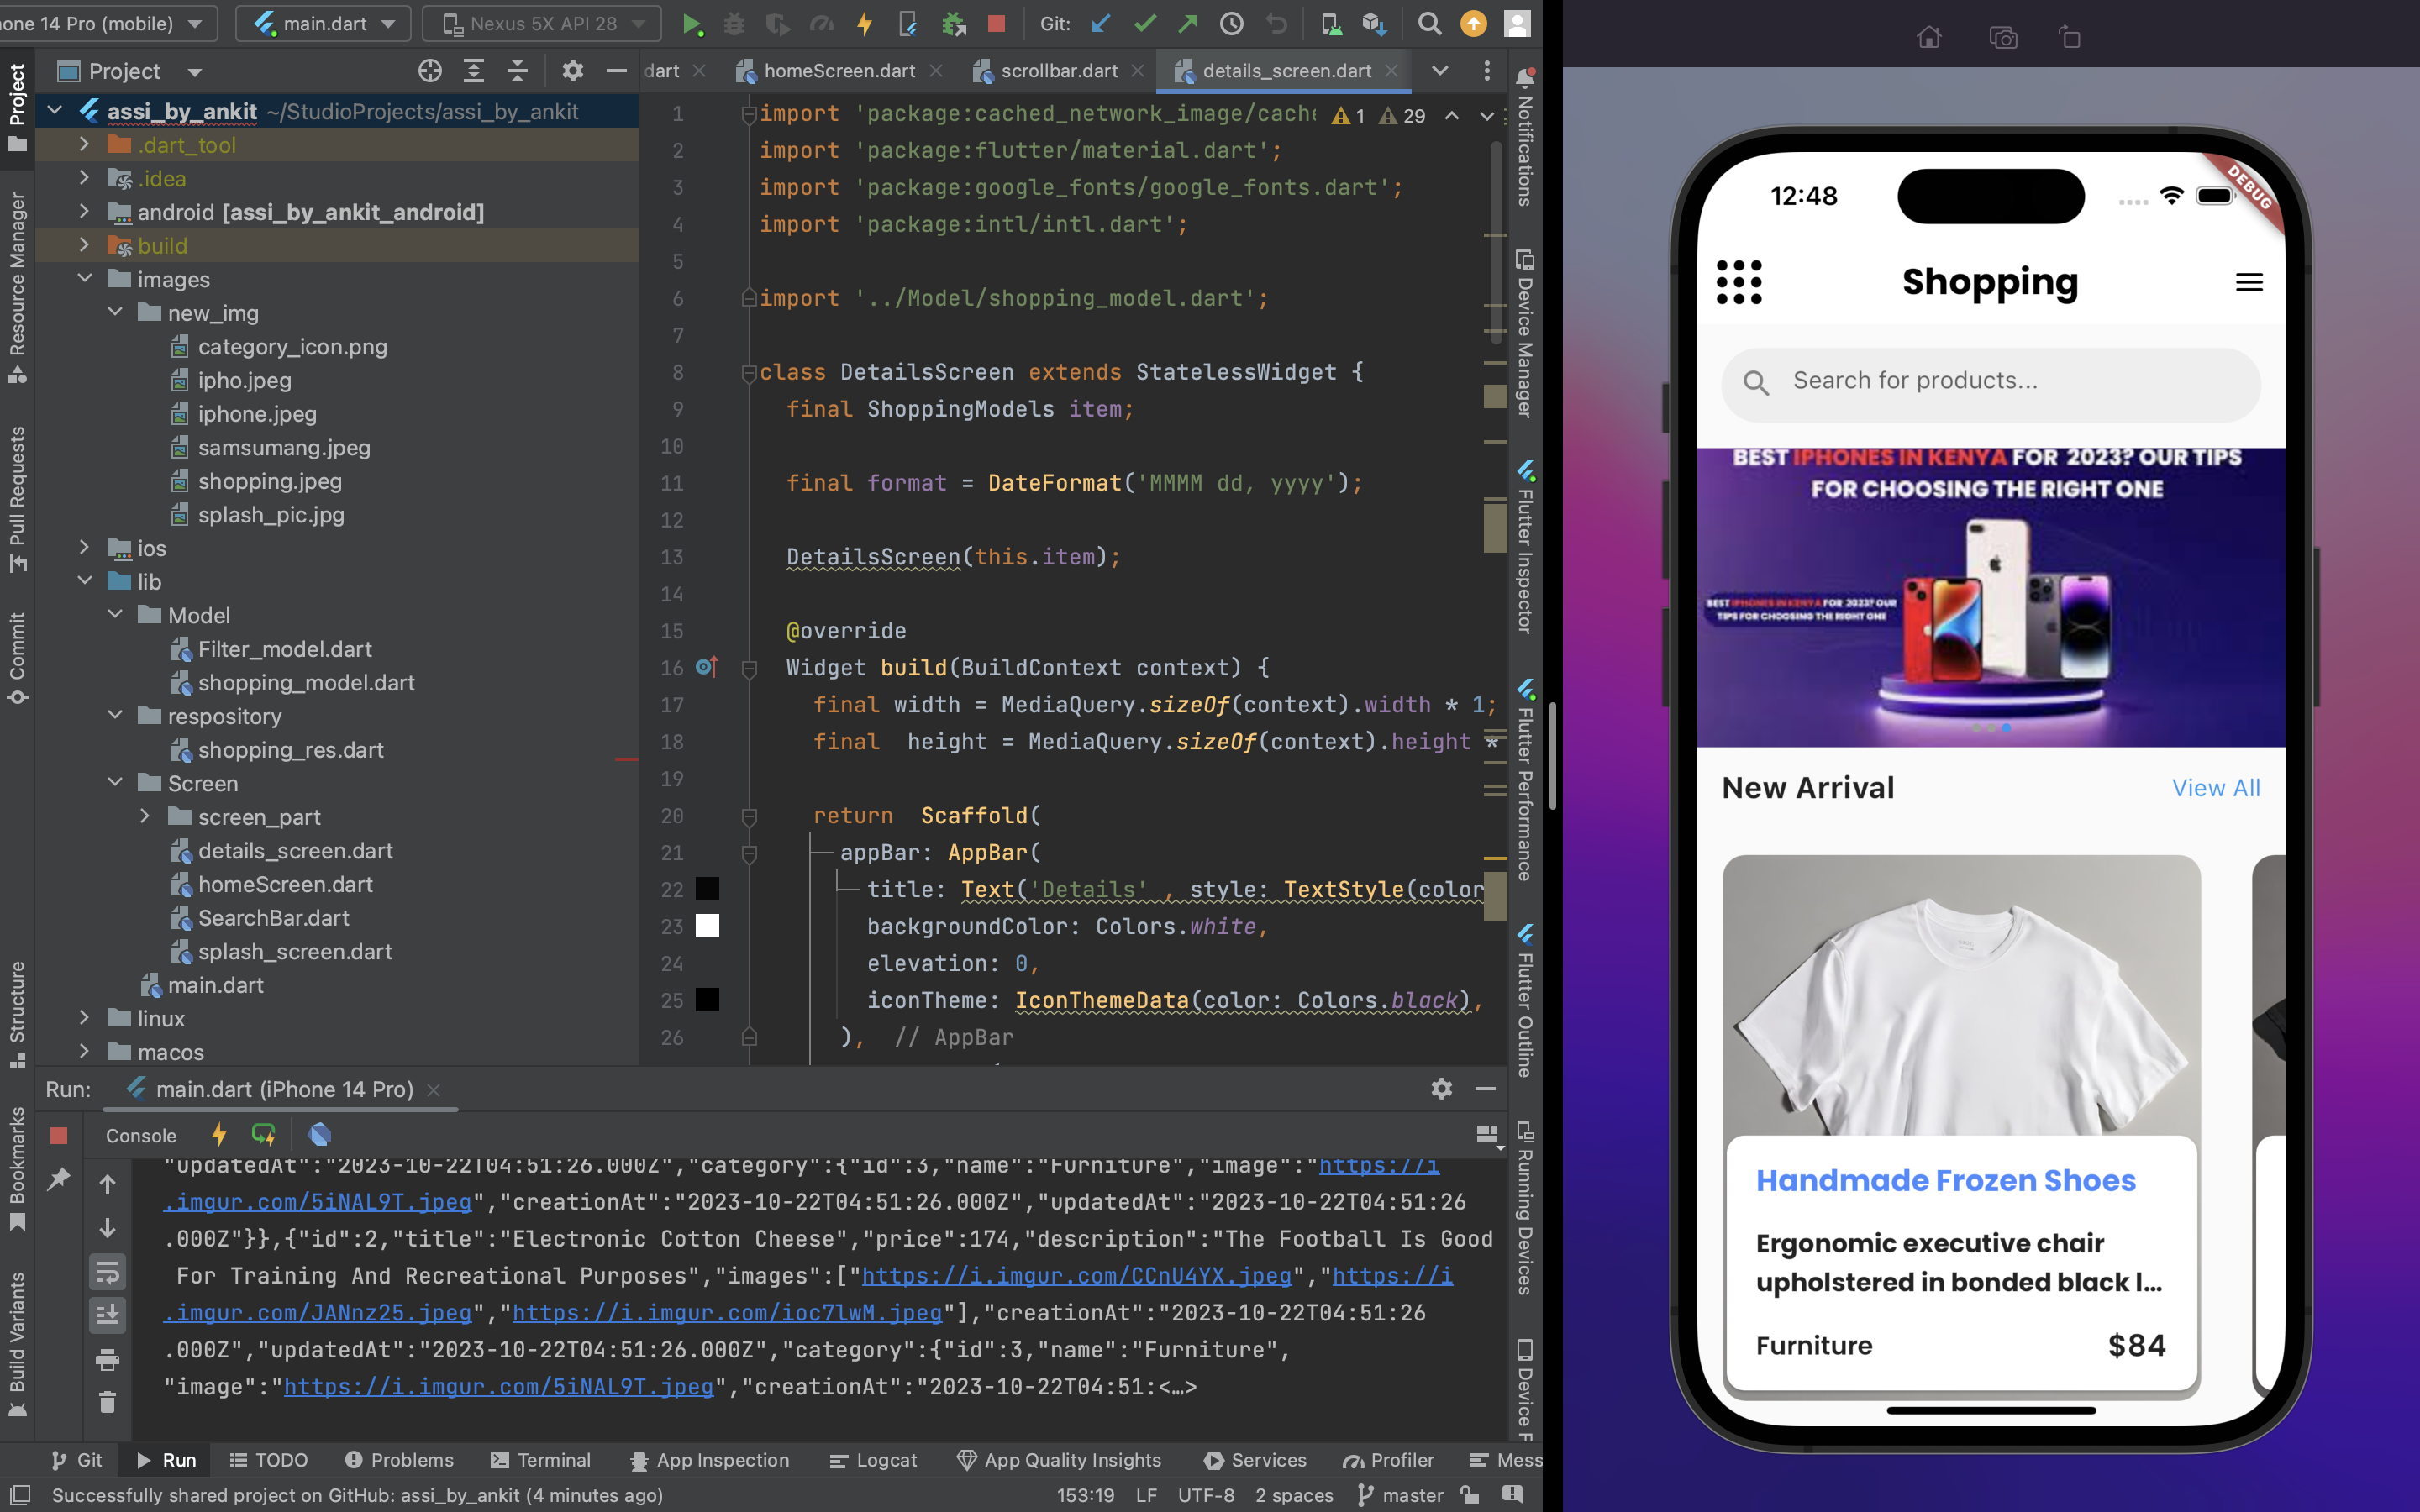 one 14 Pro (mobile)
main.dart
Nexus 5X API 28
Git:
Project
assi_by_ankit ~/StudioProjects/assi_by_ankit
.dart_tool
.idea
android [assi_by_ankit_android]
build
images
new_img
category_icon.png
ipho.jpeg
iphone.jpeg
samsumang.jpeg
shopping.jpeg
splash_pic.jpg
ios
lib
Model
Filter_model.dart
shopping_model.dart
respository
shopping_res.dart
Screen
screen_part
details_screen.dart
homeScreen.dart
SearchBar.dart
splash_screen.dart
main.dart
linux
macos
Project
Resource Manager
Pull Requests
Commit
Structure
Bookmarks
Build Variants
dart
homeScreen.dart
scrollbar.dart
details_screen.dart
1 29
1 import 'package:cached_network_image/cache
2 import 'package:flutter/material.dart';
3 import 'package:google_fonts/google_fonts.dart';
4 import 'package:intl/intl.dart';
5
6 import '../Model/shopping_model.dart';
7
8 class DetailsScreen extends StatelessWidget {
9 final ShoppingModels item;
10
11 final format = DateFormat('MMMM dd, yyyy');
12
13 DetailsScreen(this.item);
14
15 @override
16 Widget build(BuildContext context) {
17 final width = MediaQuery.sizeOf(context).width * 1;
18 final  height = MediaQuery.sizeOf(context).height *
19
20 return  Scaffold(
21 appBar: AppBar(
22 title: Text('Details' , style: TextStyle(color
23 backgroundColor: Colors.white,
24 elevation: 0,
25 iconTheme: IconThemeData(color: Colors.black),
26 ),  // AppBar
Notifications
Device Manager
Flutter Inspector
Flutter Performance
Flutter Outline
Running Devices
Device F
Run:
main.dart (iPhone 14 Pro)
Console
"updatedAt":"2023-10-22T04:51:26.000Z","category":{"id":3,"name":"Furniture","image":"https://i
.imgur.com/5iNAL9T.jpeg","creationAt":"2023-10-22T04:51:26.000Z","updatedAt":"2023-10-22T04:51:26
.000Z"}},{"id":2,"title":"Electronic Cotton Cheese","price":174,"description":"The Football Is Good
For Training And Recreational Purposes","images":["https://i.imgur.com/CCnU4YX.jpeg","https://i
.imgur.com/JANnz25.jpeg","https://i.imgur.com/ioc7lwM.jpeg"],"creationAt":"2023-10-22T04:51:26
.000Z","updatedAt":"2023-10-22T04:51:26.000Z","category":{"id":3,"name":"Furniture",
"image":"https://i.imgur.com/5iNAL9T.jpeg","creationAt":"2023-10-22T04:51:<…>
Git
Run
TODO
Problems
Terminal
App Inspection
Logcat
App Quality Insights
Services
Profiler
Mess
Successfully shared project on GitHub: assi_by_ankit (4 minutes ago)
153:19
LF
UTF-8
2 spaces
master
12:48
DEBUG
Shopping
Search for products...
BEST IPHONES IN KENYA FOR 2023? OUR TIPS
FOR CHOOSING THE RIGHT ONE
BEST IPHONES IN KENYA FOR 2023? OUR
TIPS FOR CHOOSING THE RIGHT ONE
New Arrival
View All
Handmade Frozen Shoes
Ergonomic executive chair
upholstered in bonded black l...
Furniture
$84